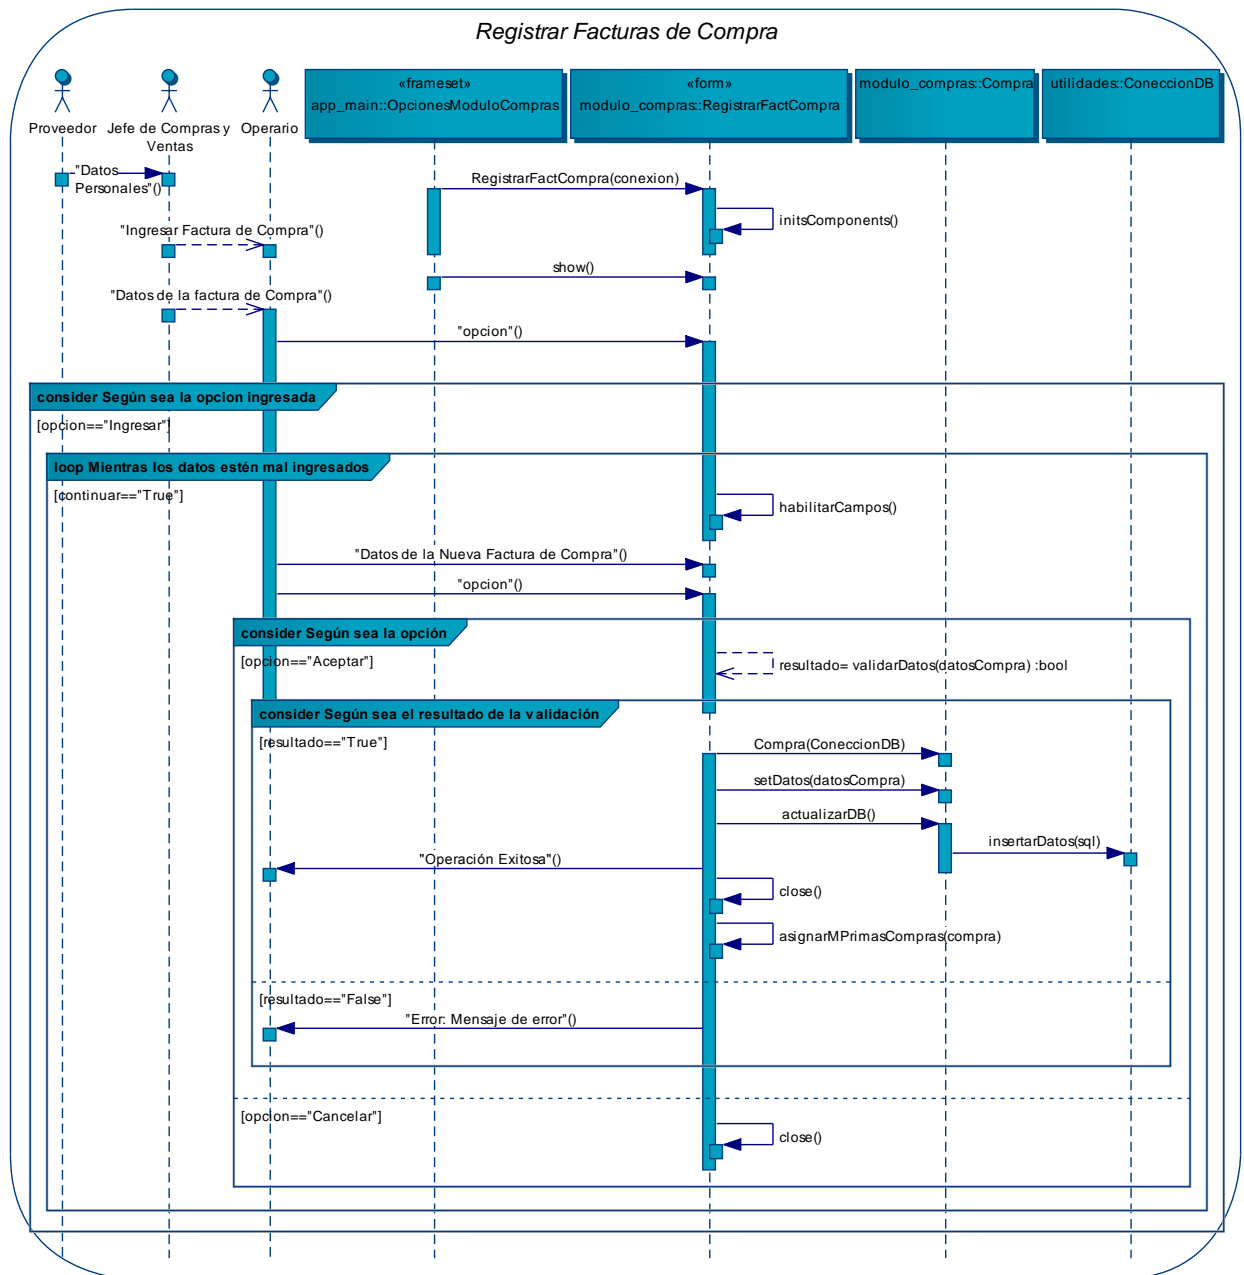 Registrar Facturas de Compra
Proveedor
Jefe de Compras y
Ventas
Operario
«frameset»
app_main::OpcionesModuloCompras
«form»
modulo_compras::RegistrarFactCompra
modulo_compras::Compra
utilidades::ConeccionDB
"Datos
Personales"()
RegistrarFactCompra(conexion)
initsComponents()
"Ingresar Factura de Compra"()
show()
"Datos de la factura de Compra"()
"opcion"()
consider Según sea la opcion ingresada
[opcion=="Ingresar"]
loop Mientras los datos estén mal ingresados
[continuar=="True"]
habilitarCampos()
"Datos de la Nueva Factura de Compra"()
"opcion"()
consider Según sea la opción
[opcion=="Aceptar"]
resultado= validarDatos(datosCompra) :bool
consider Según sea el resultado de la validación
[resultado=="True"]
Compra(ConeccionDB)
setDatos(datosCompra)
actualizarDB()
insertarDatos(sql)
"Operación Exitosa"()
close()
asignarMPrimasCompras(compra)
[resultado=="False"]
"Error: Mensaje de error"()
[opcion=="Cancelar"]
close()